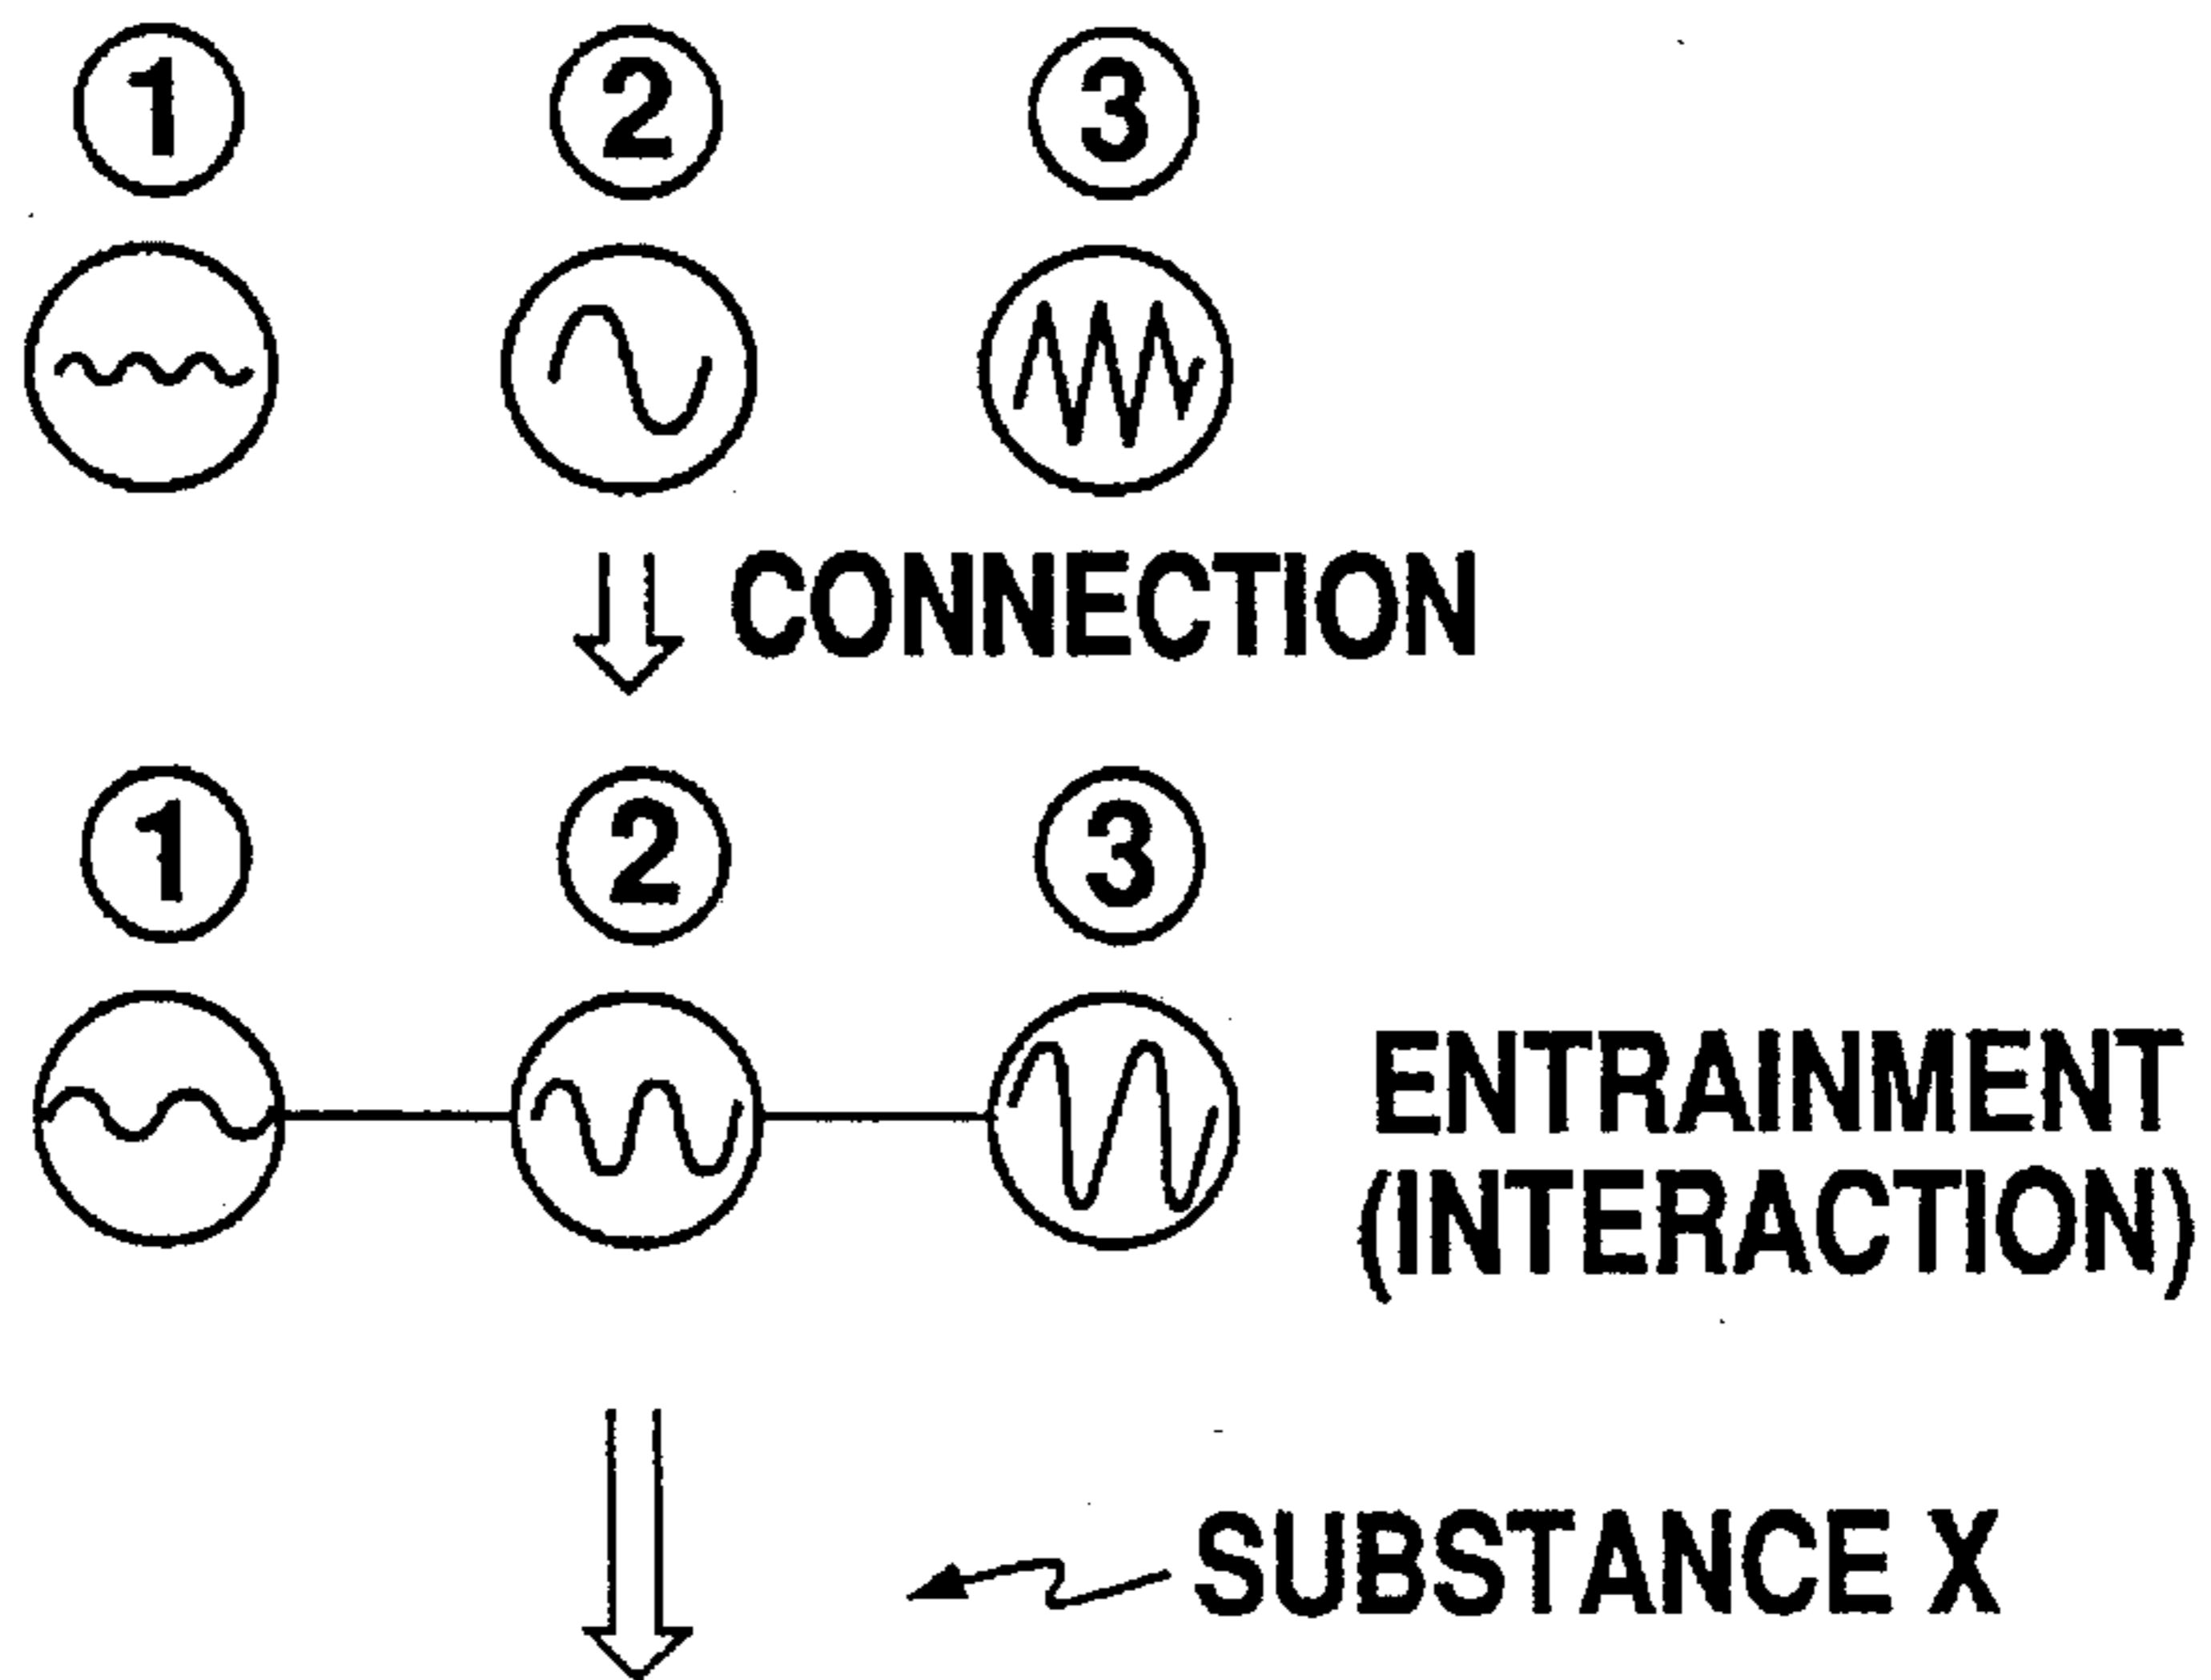 1 2 3
CONNECTION
1 2 3
ENTRAINMENT
(INTERACTION)
SUBSTANCE X